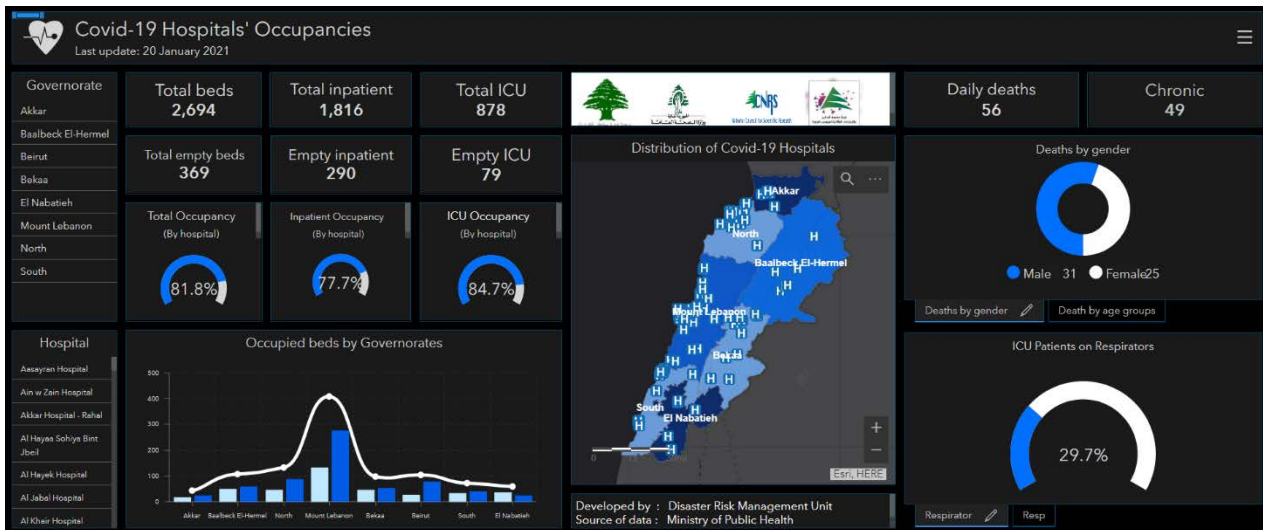 Covid-19 Hospitals' Occupancies
Last update: 20 January 2021
Governorate
Akkar
Baalbeck El-Hermel
Beirut
Bekaa
El Nabatieh
Mount Lebanon
North
South
Total beds
2,694
Total inpatient
1,816
Total ICU
878
Total empty beds
369
Empty inpatient
290
Empty ICU
79
Total Occupancy
(By hospital)
81.8%
Inpatient Occupancy
(By hospital)
77.7%
ICU Occupancy
(By hospital)
84.7%
Hospital
Aasayran Hospital
Ain w Zain Hospital
Akkar Hospital - Rahal
Al Hayaa Sohiya Bint
Jbeil
Al Hayek Hospital
Al Jabal Hospital
Al Khair Hospital
Occupied beds by Governorates
500
400
300
200
100
0
Akkar Baalbeck El-Hermel North Mount Lebanon Bekaa Beirut South El Nabatieh
CNRS
Distribution of Covid-19 Hospitals
Akkar
North
Baalbeck El-Hermel
Mount Lebanon
Bekaa
South
El Nabatieh
Esri, HERE
Developed by : Disaster Risk Management Unit
Source of data : Ministry of Public Health
Daily deaths
56
Chronic
49
Deaths by gender
Male 31 Female25
Deaths by gender Death by age groups
ICU Patients on Respirators
29.7%
Respirator Resp